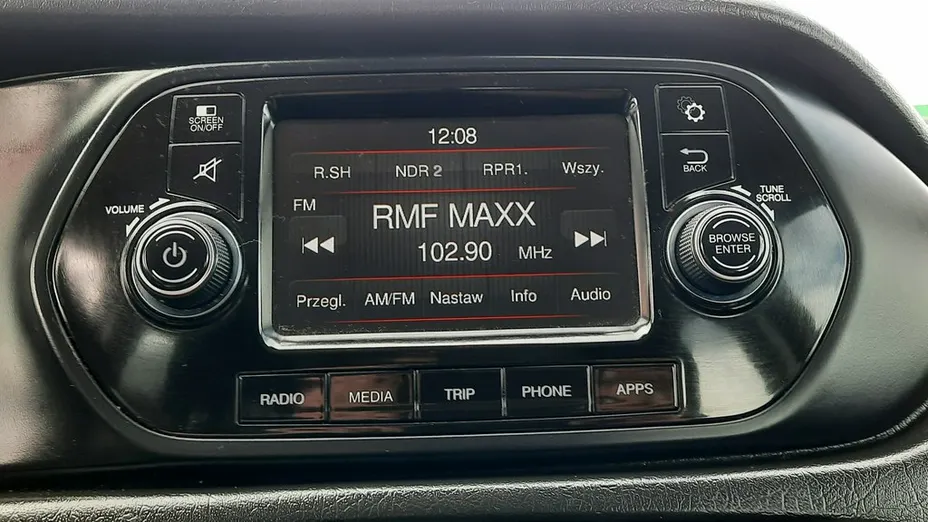 SCREEN
ON/OFF
VOLUME
12:08
R.SH NDR 2 RPR1. Wszy.
FM
RMF MAXX
102.90 MHz
Przegl. AM/FM Nastaw Info Audio
BACK
TUNE
SCROLL
BROWSE
ENTER
RADIO MEDIA TRIP PHONE APPS